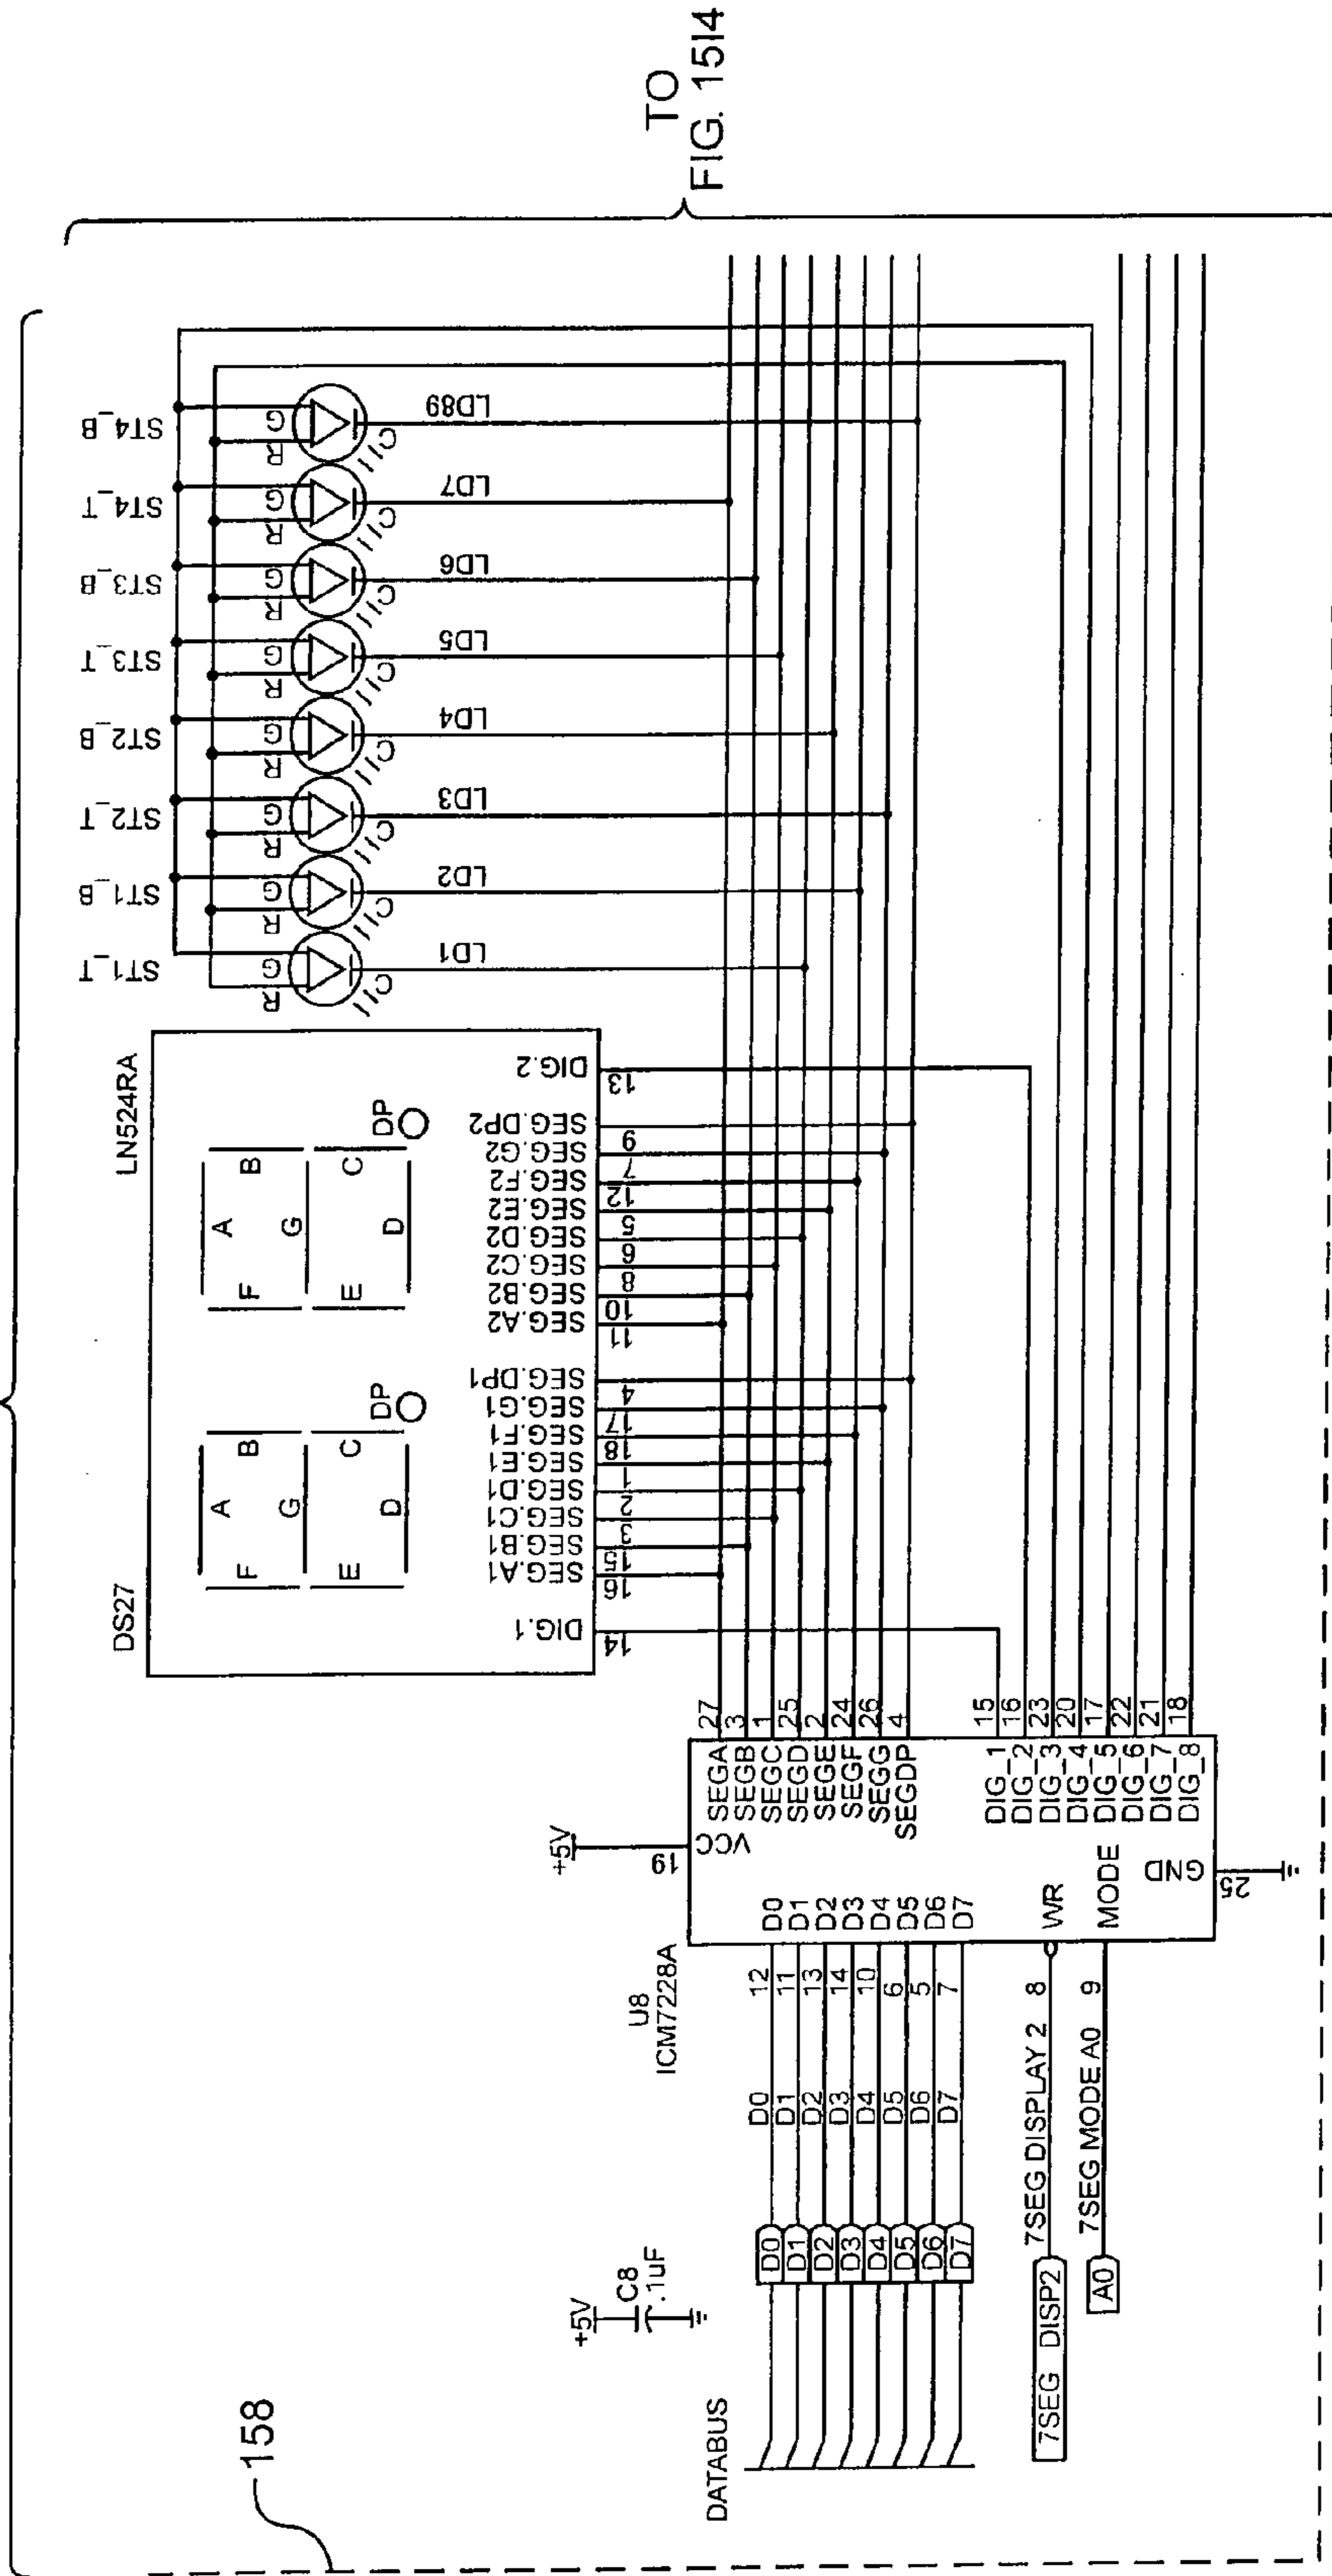 158
TO
FIG. 15I4
DS27
LN524RA
A
B
C
D
E
F
G
DP
A
B
C
D
E
F
G
DP
DIG.1
14
SEG.A1
16
SEG.B1
15
SEG.C1
3
SEG.D1
2
SEG.E1
1
SEG.F1
18
SEG.G1
17
SEG.DP1
4
SEG.A2
11
SEG.B2
10
SEG.C2
8
SEG.D2
6
SEG.E2
5
SEG.F2
12
SEG.G2
7
SEG.DP2
9
DIG.2
13
ST1_T
R G
C
LD1
ST1_B
R G
C
LD2
ST2_T
R G
C
LD3
ST2_B
R G
C
LD4
ST3_T
R G
C
LD5
ST3_B
R G
C
LD6
ST4_T
R G
C
LD7
ST4_B
R G
C
LD89
+5V
C8
.1uF
DATABUS
D0 D0 12 D0
D1 D1 11 D1
D2 D2 13 D2
D3 D3 14 D3
D4 D4 10 D4
D5 D5 6 D5
D6 D6 5 D6
D7 D7 7 D7
7SEG DISP2 7SEG DISPLAY 2 8 WR
A0 7SEG MODE A0 9 MODE
U8
ICM7228A
+5V
19
VCC
SEGA 27
SEGB 3
SEGC 1
SEGD 25
SEGE 2
SEGF 24
SEGG 26
SEGDP 4
DIG_1 15
DIG_2 16
DIG_3 23
DIG_4 20
DIG_5 17
DIG_6 22
DIG_7 21
DIG_8 18
GND
25